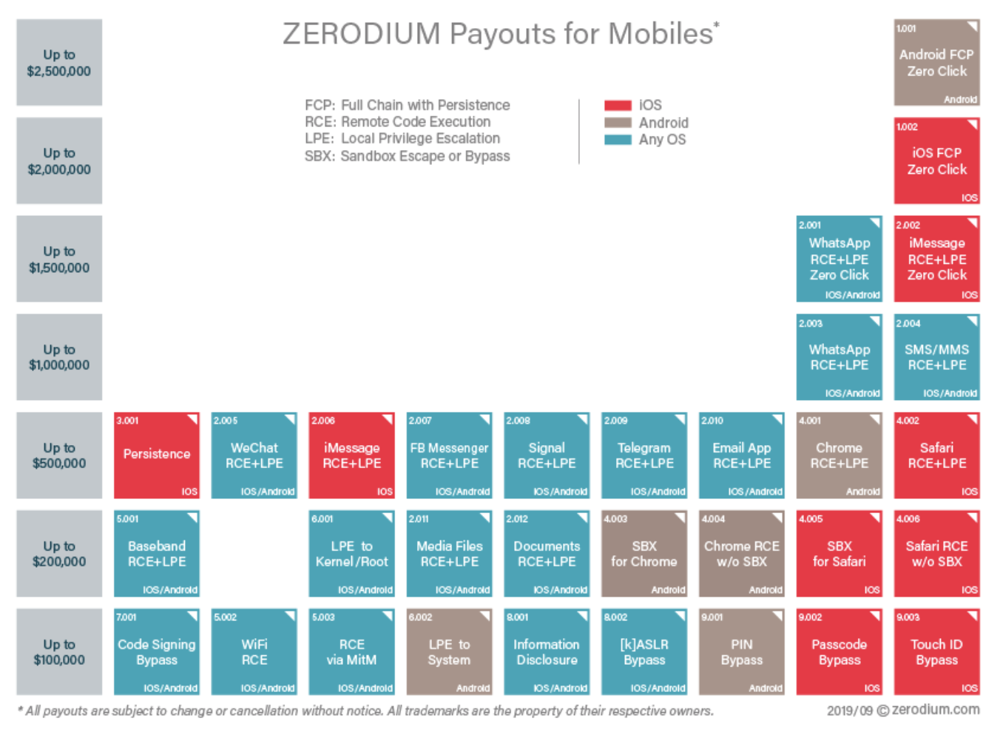 ZERODIUM Payouts for Mobiles*
FCP: Full Chain with Persistence
RCE: Remote Code Execution
LPE: Local Privilege Escalation
SBX: Sandbox Escape or Bypass
iOS
Android
Any OS
Up to
$2,500,000
1.001
Android FCP
Zero Click
Android
Up to
$2,000,000
1.002
iOS FCP
Zero Click
IOS
Up to
$1,500,000
2.001
WhatsApp
RCE+LPE
Zero Click
IOS/Android
2.002
iMessage
RCE+LPE
Zero Click
IOS
Up to
$1,000,000
2.003
WhatsApp
RCE+LPE
IOS/Android
2.004
SMS/MMS
RCE+LPE
IOS/Android
Up to
$500,000
3.001
Persistence
IOS
2.005
WeChat
RCE+LPE
IOS/Android
2.006
iMessage
RCE+LPE
IOS
2.007
FB Messenger
RCE+LPE
IOS/Android
2.008
Signal
RCE+LPE
IOS/Android
2.009
Telegram
RCE+LPE
IOS/Android
2.010
Email App
RCE+LPE
IOS/Android
4.001
Chrome
RCE+LPE
Android
4.002
Safari
RCE+LPE
IOS
Up to
$200,000
5.001
Baseband
RCE+LPE
IOS/Android
6.001
LPE to
Kernel/Root
IOS/Android
2.011
Media Files
RCE+LPE
IOS/Android
2.012
Documents
RCE+LPE
IOS/Android
4.003
SBX
for Chrome
Android
4.004
Chrome RCE
w/o SBX
Android
4.005
SBX
for Safari
IOS
4.006
Safari RCE
w/o SBX
IOS
Up to
$100,000
7.001
Code Signing
Bypass
IOS/Android
5.002
WiFi
RCE
IOS/Android
5.003
RCE
via MitM
IOS/Android
6.002
LPE to
System
Android
8.001
Information
Disclosure
IOS/Android
8.002
[k]ASLR
Bypass
IOS/Android
9.001
PIN
Bypass
Android
9.002
Passcode
Bypass
IOS
9.003
Touch ID
Bypass
IOS
* All payouts are subject to change or cancellation without notice. All trademarks are the property of their respective owners.
2019/09 © zerodium.com